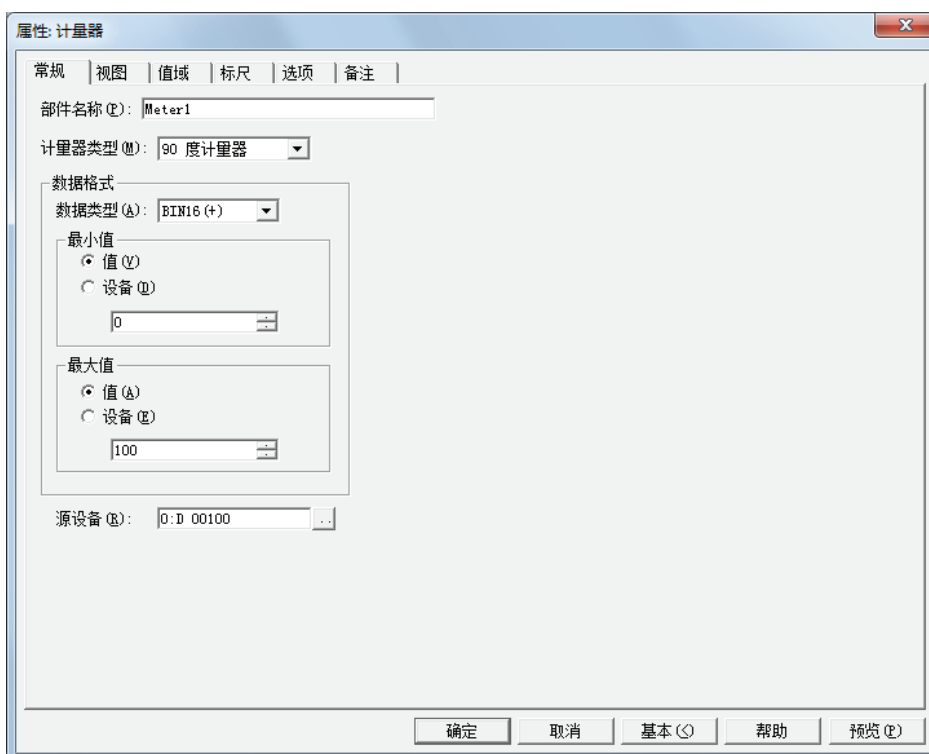 属性: 计量器
常规 视图 值域 标尺 选项 备注
部件名称(P): Meter1
计量器类型(M): 90 度计量器
数据格式
数据类型(A): BIN16(+)
最小值
值(V)
设备(D)
0
最大值
值(A)
设备(E)
100
源设备(R): 0:D 00100 ..
确定 取消 基本(<) 帮助 预览(P)